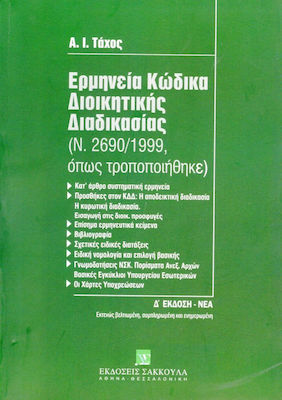 Α. Ι. Τάχος
Ερμηνεία Κώδικα
Διοικητικής
Διαδικασίας
(Ν. 2690/1999,
όπως τροποποιήθηκε)
Κατ' άρθρο συστηματική ερμηνεία
Προσθήκες στον ΚΔΔ: Η αποδεικτική διαδικασία
Η κυρωτική διαδικασία.
Εισαγωγή στις διοικ. προσφυγές
Επίσημα ερμηνευτικά κείμενα
Βιβλιογραφία
Σχετικές ειδικές διατάξεις
Ειδική νομολογία και επιλογή βασικής
Γνωμοδοτήσεις ΝΣΚ. Πορίσματα Ανεξ. Αρχών
Βασικές Εγκύκλιοι Υπουργείου Εσωτερικών
Οι Χάρτες Υποχρεώσεων
Δ΄ ΕΚΔΟΣΗ - ΝΕΑ
Εκτενώς βελτιωμένη, συμπληρωμένη και ενημερωμένη
ΕΚΔΟΣΕΙΣ ΣΑΚΚΟΥΛΑ
ΑΘΗΝΑ-ΘΕΣΣΑΛΟΝΙΚΗ